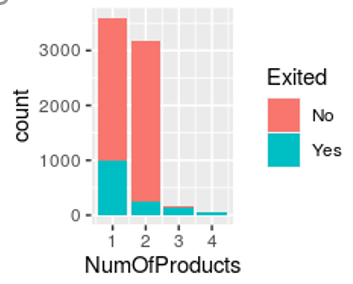 3000
2000
1000
0
count
1 2 3 4
NumOfProducts
Exited
No
Yes